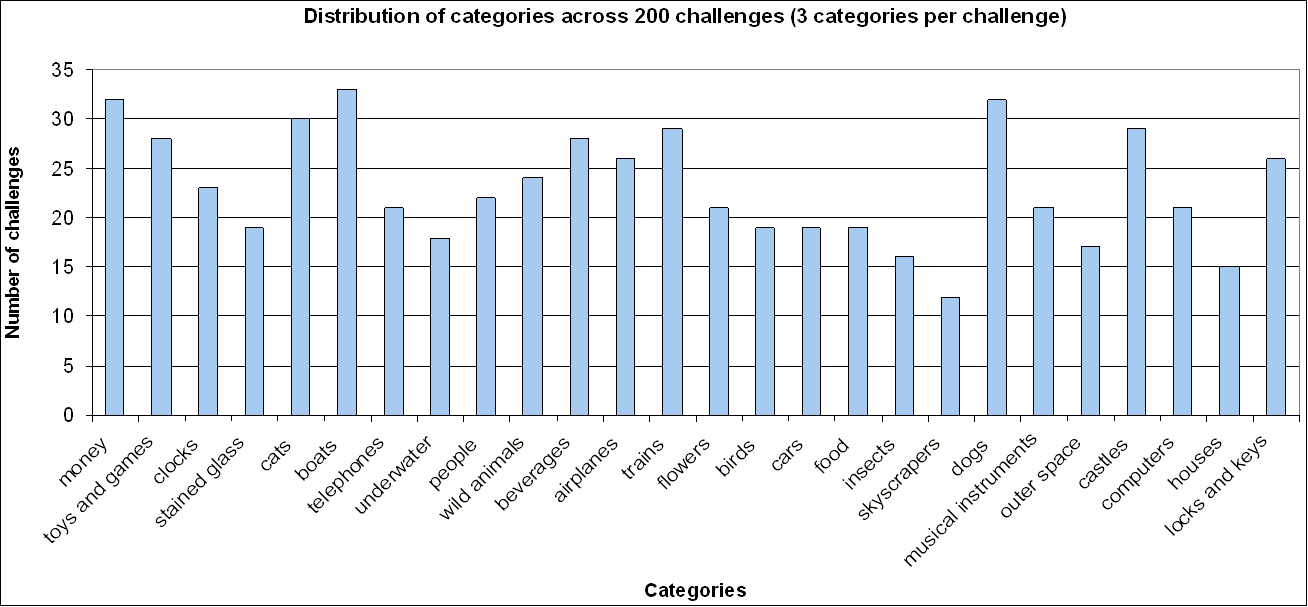 Distribution of categories across 200 challenges (3 categories per challenge)
Number of challenges
35
30
25
20
15
10
5
0
money
toys and games
clocks
stained glass
cats
boats
telephones
underwater
people
wild animals
beverages
airplanes
trains
flowers
birds
cars
food
insects
skyscrapers
dogs
musical instruments
outer space
castles
computers
houses
locks and keys
Categories